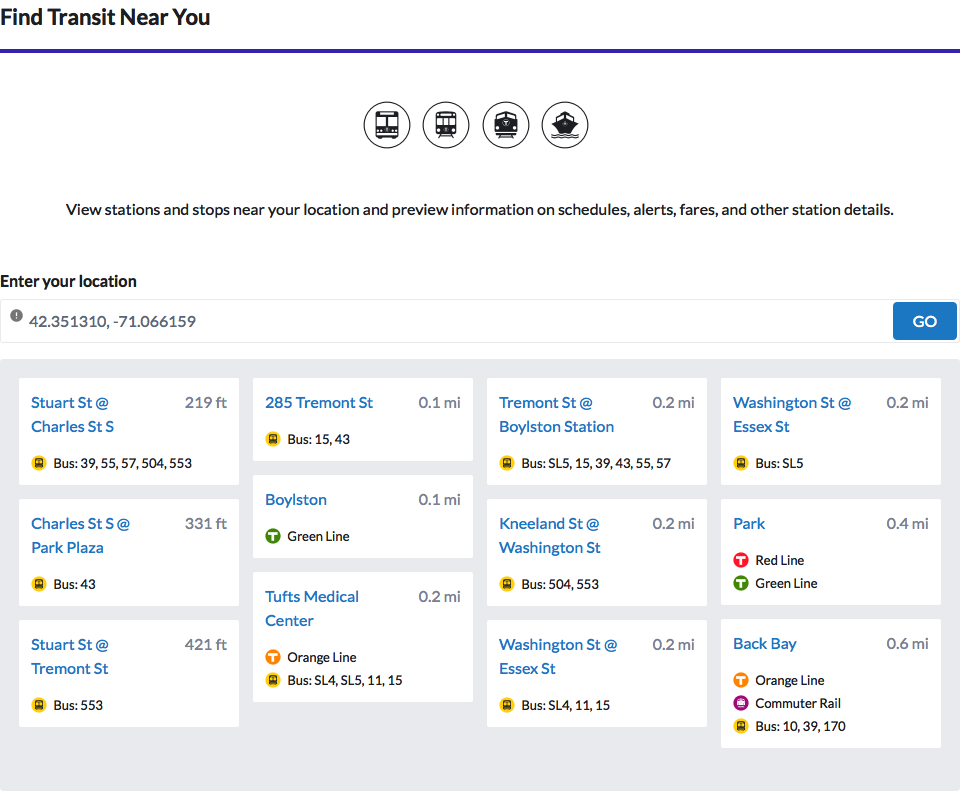 Find Transit Near You
View stations and stops near your location and preview information on schedules, alerts, fares, and other station details.
Enter your location
42.351310, -71.066159
GO
Stuart St @ 219 ft
Charles St S
Bus: 39, 55, 57, 504, 553
Charles St S @ 331 ft
Park Plaza
Bus: 43
Stuart St @ 421 ft
Tremont St
Bus: 553
285 Tremont St 0.1 mi
Bus: 15, 43
Boylston 0.1 mi
Green Line
Tufts Medical 0.2 mi
Center
Orange Line
Bus: SL4, SL5, 11, 15
Tremont St @ 0.2 mi
Boylston Station
Bus: SL5, 15, 39, 43, 55, 57
Kneeland St @ 0.2 mi
Washington St
Bus: 504, 553
Washington St @ 0.2 mi
Essex St
Bus: SL4, 11, 15
Washington St @ 0.2 mi
Essex St
Bus: SL5
Park 0.4 mi
Red Line
Green Line
Back Bay 0.6 mi
Orange Line
Commuter Rail
Bus: 10, 39, 170